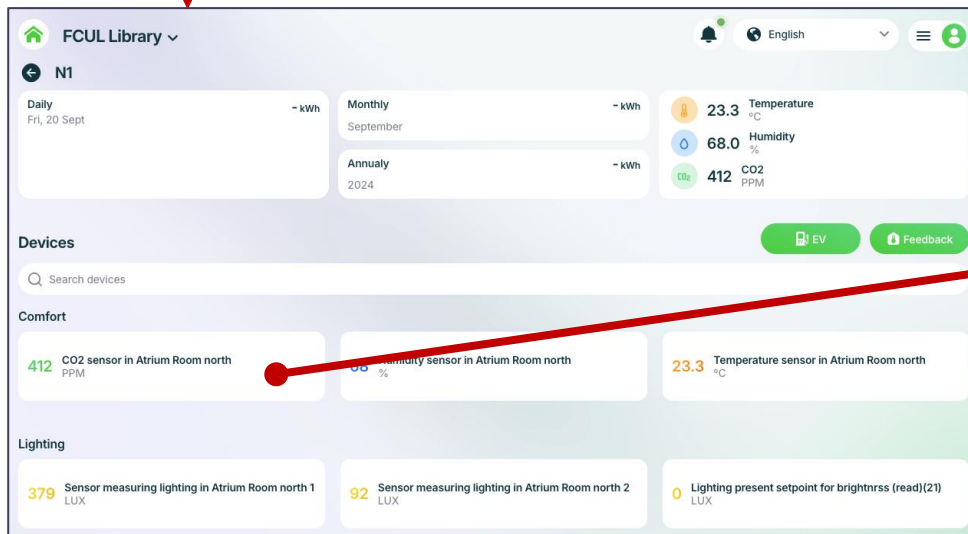 FCUL Library
English
N1
Daily
- kWh
Fri, 20 Sept
Monthly
- kWh
September
Annualy
- kWh
2024
23.3 Temperature
°C
68.0 Humidity
%
CO2 412 CO2
PPM
Devices
EV
Feedback
Search devices
Comfort
412 CO2 sensor in Atrium Room north
PPM
68 Humidity sensor in Atrium Room north
%
23.3 Temperature sensor in Atrium Room north
°C
Lighting
379 Sensor measuring lighting in Atrium Room north 1
LUX
92 Sensor measuring lighting in Atrium Room north 2
LUX
0 Lighting present setpoint for brightnrss (read)(21)
LUX